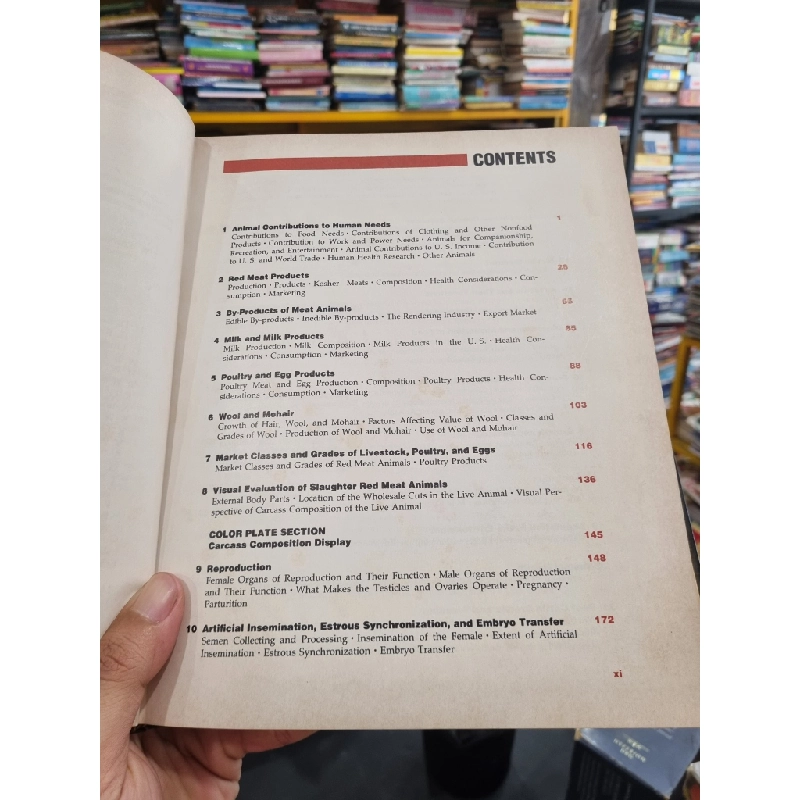 CONTENTS
1 Animal Contributions to Human Needs 1
Contributions to Food Needs · Contributions of Clothing and Other Nonfood
Products · Contribution to Work and Power Needs · Animals for Companionship,
Recreation, and Entertainment · Animal Contributions to U. S. Income · Contribution
to U. S. and World Trade · Human Health Research · Other Animals
2 Red Meat Products
Production · Products · Kosher Meats · Composition · Health Considerations · Con-
sumption · Marketing
3 By-Products of Meat Animals
Edible By-products · Inedible By-products · The Rendering Industry · Export Market
4 Milk and Milk Products
Milk Production · Milk Composition · Milk Products in the U. S. · Health Con-
siderations · Consumption · Marketing
5 Poultry and Egg Products 88
Poultry Meat and Egg Production · Composition · Poultry Products · Health Con-
siderations · Consumption · Marketing
6 Wool and Mohair 103
Growth of Hair, Wool, and Mohair · Factors Affecting Value of Wool · Classes and
Grades of Wool · Production of Wool and Mohair · Use of Wool and Mohair
7 Market Classes and Grades of Livestock, Poultry, and Eggs 116
Market Classes and Grades of Red Meat Animals · Poultry Products
8 Visual Evaluation of Slaughter Red Meat Animals 136
External Body Parts · Location of the Wholesale Cuts in the Live Animal · Visual Per-
spective of Carcass Composition of the Live Animal
COLOR PLATE SECTION
Carcass Composition Display 145
9 Reproduction 148
Female Organs of Reproduction and Their Function · Male Organs of Reproduction
and Their Function · What Makes the Testicles and Ovaries Operate · Pregnancy ·
Parturition
10 Artificial Insemination, Estrous Synchronization, and Embryo Transfer 172
Semen Collecting and Processing · Insemination of the Female · Extent of Artificial
Insemination · Estrous Synchronization · Embryo Transfer
xi